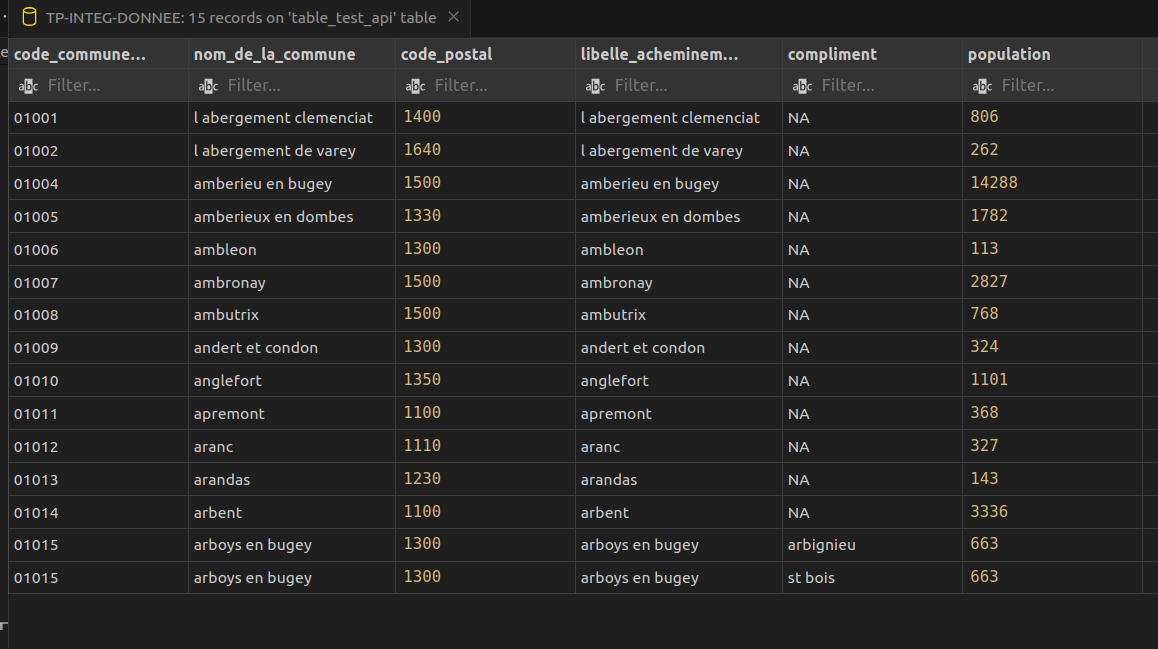 TP-INTEG-DONNEE: 15 records on 'table_test_api' table
code_commune... nom_de_la_commune code_postal libelle_acheminem... compliment population
abc Filter... abc Filter... abc Filter... abc Filter... abc Filter... abc Filter...
01001 l abergement clemenciat 1400 l abergement clemenciat NA 806
01002 l abergement de varey 1640 l abergement de varey NA 262
01004 amberieu en bugey 1500 amberieu en bugey NA 14288
01005 amberieux en dombes 1330 amberieux en dombes NA 1782
01006 ambleon 1300 ambleon NA 113
01007 ambronay 1500 ambronay NA 2827
01008 ambutrix 1500 ambutrix NA 768
01009 andert et condon 1300 andert et condon NA 324
01010 anglefort 1350 anglefort NA 1101
01011 apremont 1100 apremont NA 368
01012 aranc 1110 aranc NA 327
01013 arandas 1230 arandas NA 143
01014 arbent 1100 arbent NA 3336
01015 arboys en bugey 1300 arboys en bugey arbignieu 663
01015 arboys en bugey 1300 arboys en bugey st bois 663